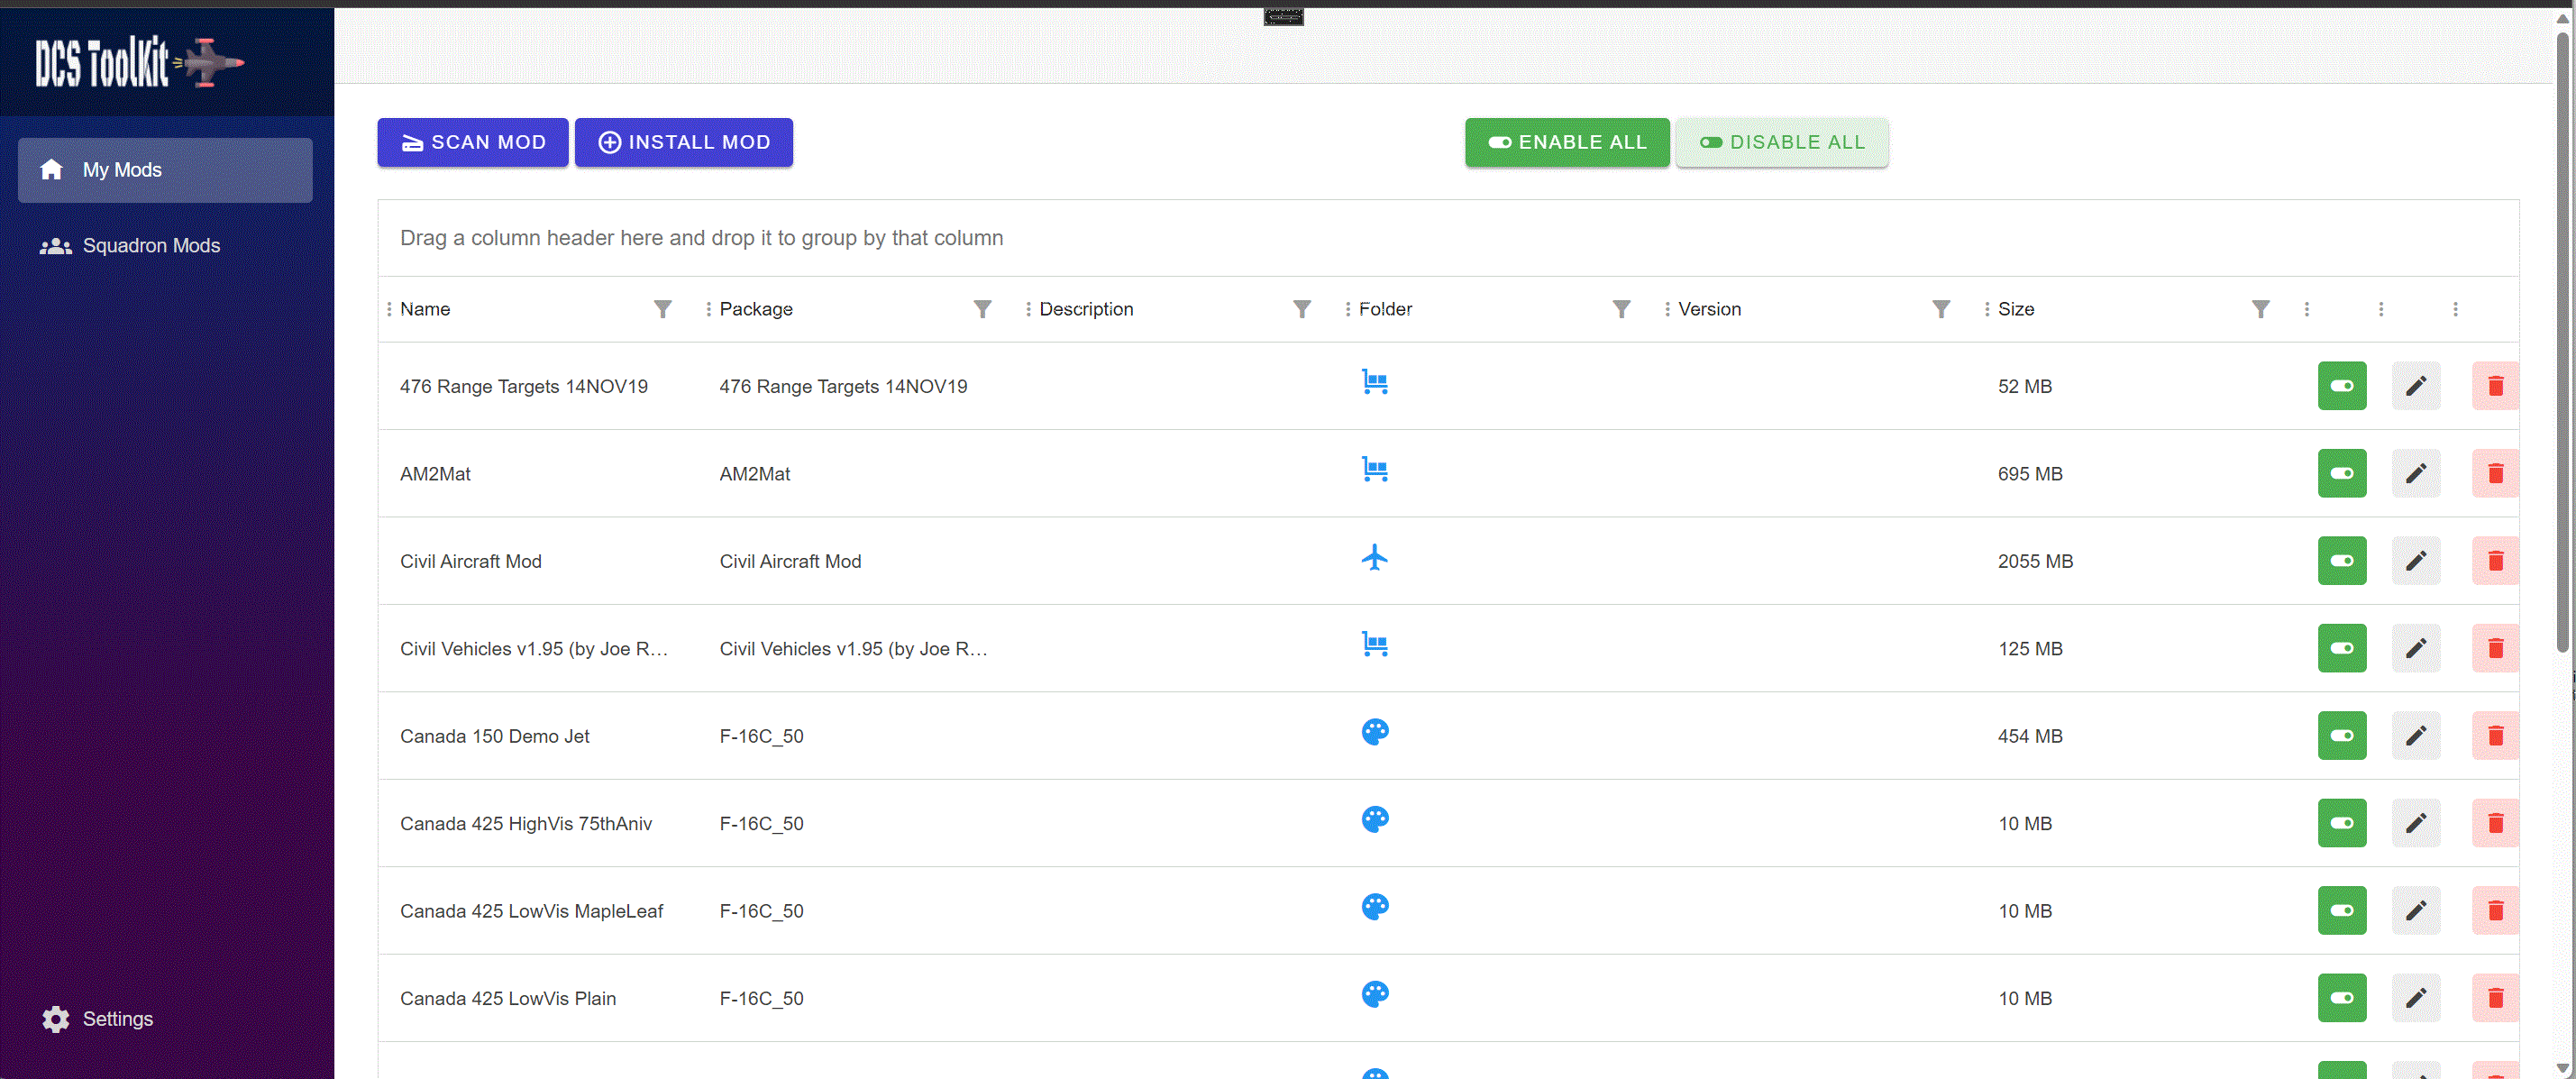 DCS ToolKit
My Mods
Squadron Mods
Settings
SCAN MOD INSTALL MOD ENABLE ALL DISABLE ALL
Drag a column header here and drop it to group by that column
Name Package Description Folder Version Size
476 Range Targets 14NOV19 476 Range Targets 14NOV19 52 MB
AM2Mat AM2Mat 695 MB
Civil Aircraft Mod Civil Aircraft Mod 2055 MB
Civil Vehicles v1.95 (by Joe R... Civil Vehicles v1.95 (by Joe R... 125 MB
Canada 150 Demo Jet F-16C_50 454 MB
Canada 425 HighVis 75thAniv F-16C_50 10 MB
Canada 425 LowVis MapleLeaf F-16C_50 10 MB
Canada 425 LowVis Plain F-16C_50 10 MB